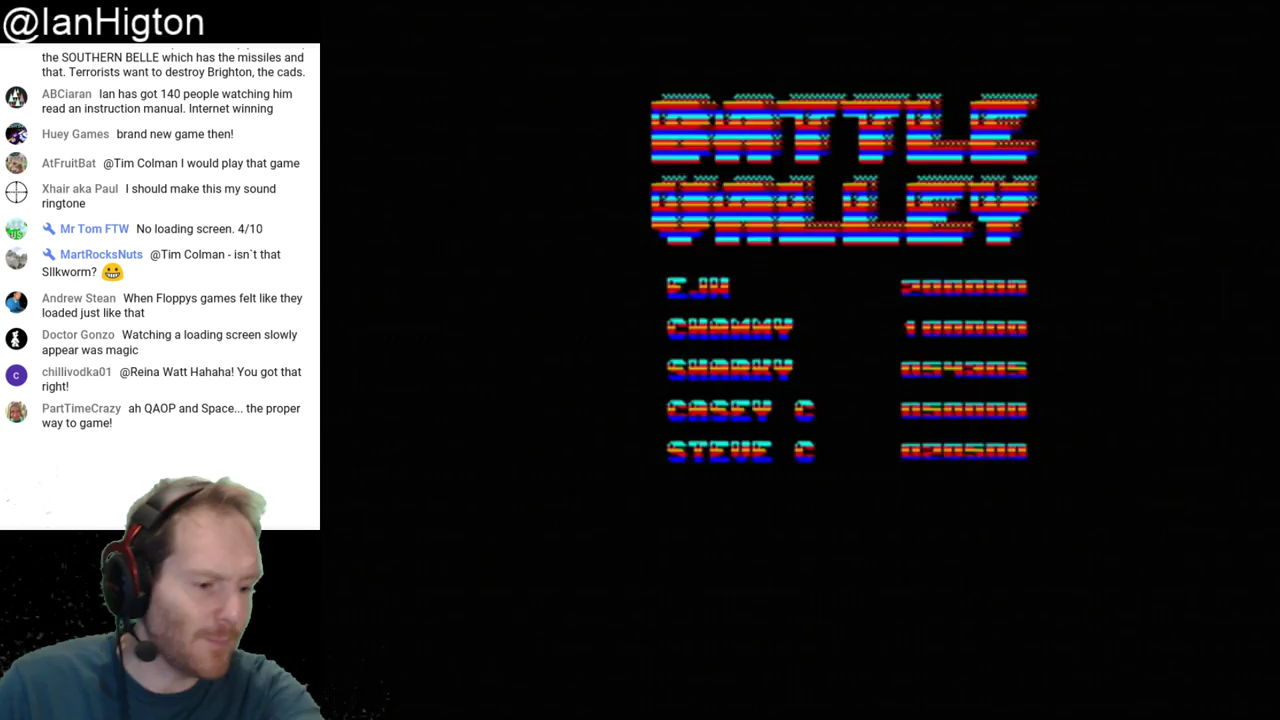 @IanHigton
the SOUTHERN BELLE which has the missiles and
that. Terrorists want to destroy Brighton, the cads.
ABCiaran Ian has got 140 people watching him
read an instruction manual. Internet winning
Huey Games brand new game then!
AtFruitBat @Tim Colman I would play that game
Xhair aka Paul I should make this my sound
ringtone
Mr Tom FTW No loading screen. 4/10
MartRocksNuts @Tim Colman - isn`t that
SIlkworm?
Andrew Stean When Floppys games felt like they
loaded just like that
Doctor Gonzo Watching a loading screen slowly
appear was magic
C chillivodka01 @Reina Watt Hahaha! You got that
right!
PartTimeCrazy ah QAOP and Space... the proper
way to game!
BATTLE
VALLEY
EJH 200000
CHAMMY 100000
SHARKY
CASEY C 050000
STEVE C 020500